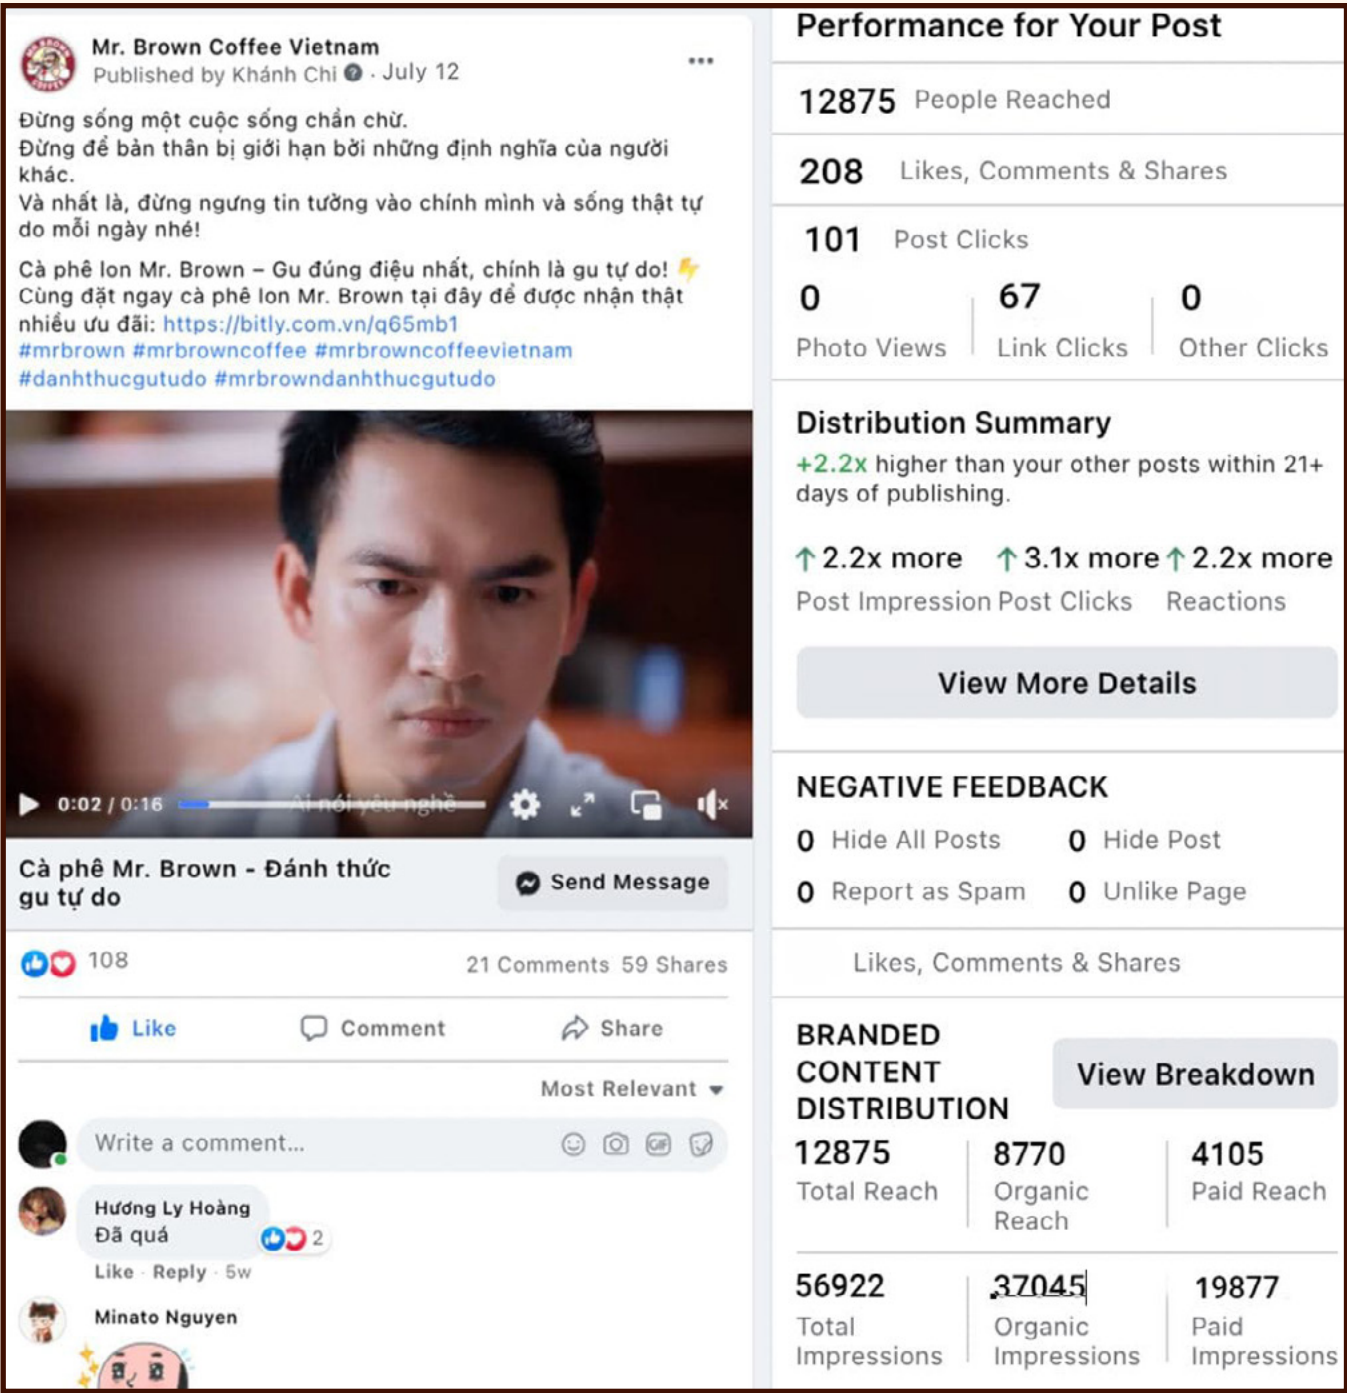 Mr. Brown Coffee Vietnam
Published by Khánh Chi · July 12
Đừng sống một cuộc sống chần chừ.
Đừng để bản thân bị giới hạn bởi những định nghĩa của người
khác.
Và nhất là, đừng ngưng tin tưởng vào chính mình và sống thật tự
do mỗi ngày nhé!
Cà phê lon Mr. Brown – Gu đúng điệu nhất, chính là gu tự do! ⚡
Cùng đặt ngay cà phê lon Mr. Brown tại đây để được nhận thật
nhiều ưu đãi: https://bitly.com.vn/q65mb1
#mrbrown #mrbrowncoffee #mrbrowncoffeevietnam
#danhthucgutudo #mrbrowndanhthucgutudo
0:02 / 0:16
Ai nói yêu nghề
Cà phê Mr. Brown - Đánh thức
gu tự do
Send Message
108
21 Comments 59 Shares
Like Comment Share
Most Relevant
Write a comment...
GIF
Hương Ly Hoàng
Đã quá
2
Like · Reply · 5w
Minato Nguyen
Performance for Your Post
12875 People Reached
208 Likes, Comments & Shares
101 Post Clicks
0 67 0
Photo Views Link Clicks Other Clicks
Distribution Summary
+2.2x higher than your other posts within 21+
days of publishing.
↑ 2.2x more ↑ 3.1x more ↑ 2.2x more
Post Impression Post Clicks Reactions
View More Details
NEGATIVE FEEDBACK
0 Hide All Posts 0 Hide Post
0 Report as Spam 0 Unlike Page
Likes, Comments & Shares
BRANDED
CONTENT
DISTRIBUTION
View Breakdown
12875 8770 4105
Total Reach Organic Paid Reach
Reach
56922 37045 19877
Total Organic Paid
Impressions Impressions Impressions